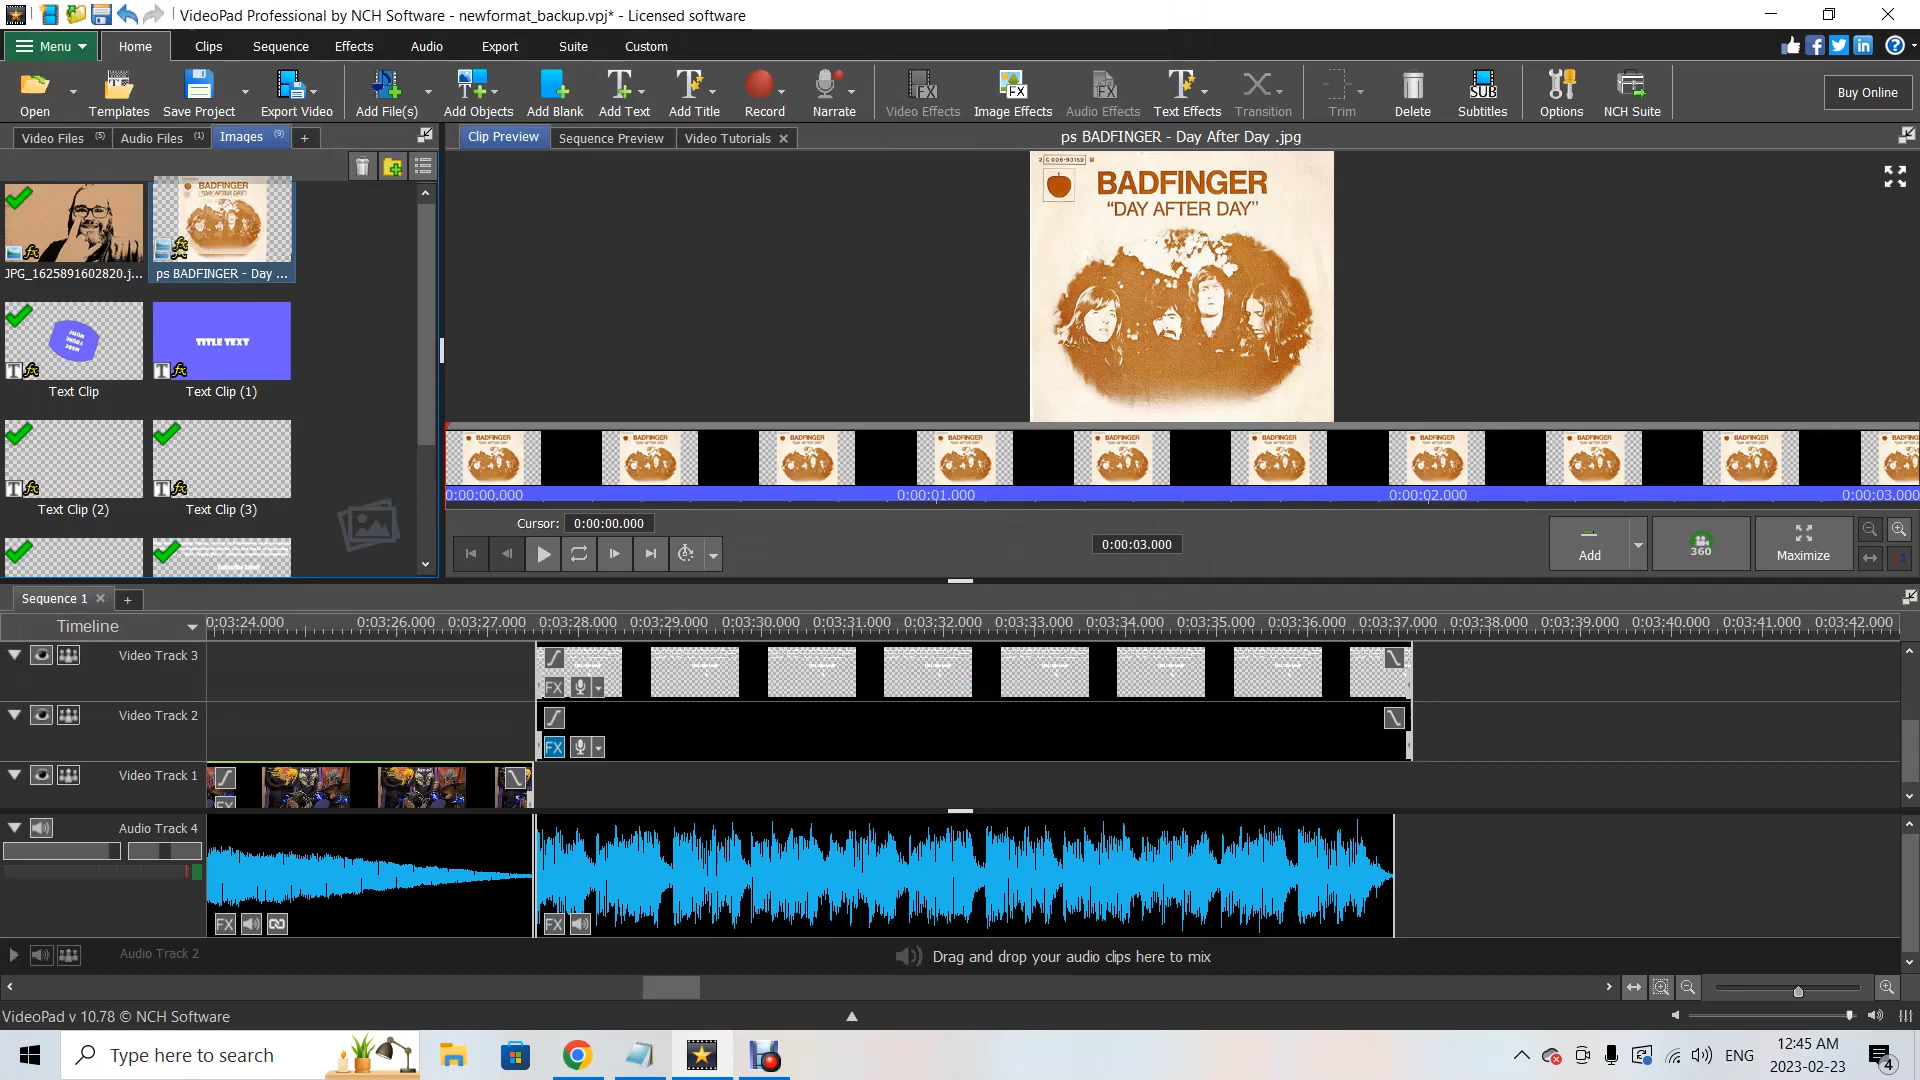 VideoPad Professional by NCH Software - newformat_backup.vpj* - Licensed software
Menu Home Clips Sequence Effects Audio Export Suite Custom
Open Templates Save Project Export Video Add File(s) Add Objects Add Blank Add Text Add Title Record Narrate Video Effects Image Effects Audio Effects Text Effects Transition Trim Delete Subtitles Options NCH Suite Buy Online
Video Files (5) Audio Files (1) Images (9) +
Clip Preview Sequence Preview Video Tutorials
ps BADFINGER - Day After Day .jpg
JPG_1625891602820.j...
ps BADFINGER - Day ...
Text Clip
TITLE TEXT
Text Clip (1)
Text Clip (2)
Text Clip (3)
BADFINGER
"DAY AFTER DAY"
0:00:00.000 0:00:01.000 0:00:02.000 0:00:03.000
Cursor: 0:00:00.000
0:00:03.000
Add
360
Maximize
Sequence 1
Timeline
0:03:24.000 0:03:26.000 0:03:27.000 0:03:28.000 0:03:29.000 0:03:30.000 0:03:31.000 0:03:32.000 0:03:33.000 0:03:34.000 0:03:35.000 0:03:36.000 0:03:37.000 0:03:38.000 0:03:39.000 0:03:40.000 0:03:41.000 0:03:42.000
Video Track 3
FX
Video Track 2
FX
Video Track 1
FX
Audio Track 4
FX FX
Audio Track 2
Drag and drop your audio clips here to mix
VideoPad v 10.78 © NCH Software
Type here to search
ENG
12:45 AM
2023-02-23
4